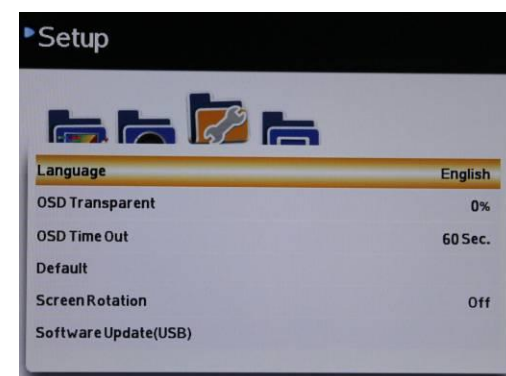 Setup
Language English
OSD Transparent 0%
OSD Time Out 60 Sec.
Default
Screen Rotation Off
Software Update(USB)